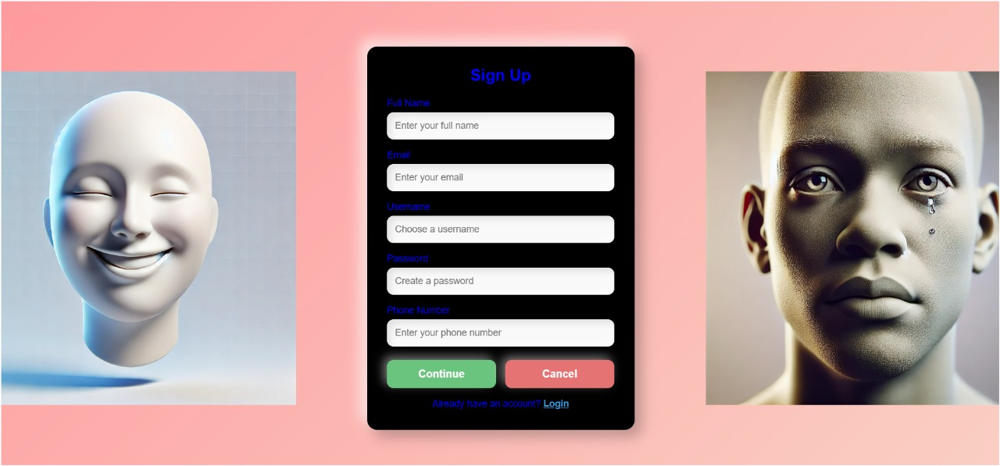 Sign Up
Full Name
Enter your full name
Email
Enter your email
Username
Choose a username
Password
Create a password
Phone Number
Enter your phone number
Continue Cancel
Already have an account? Login